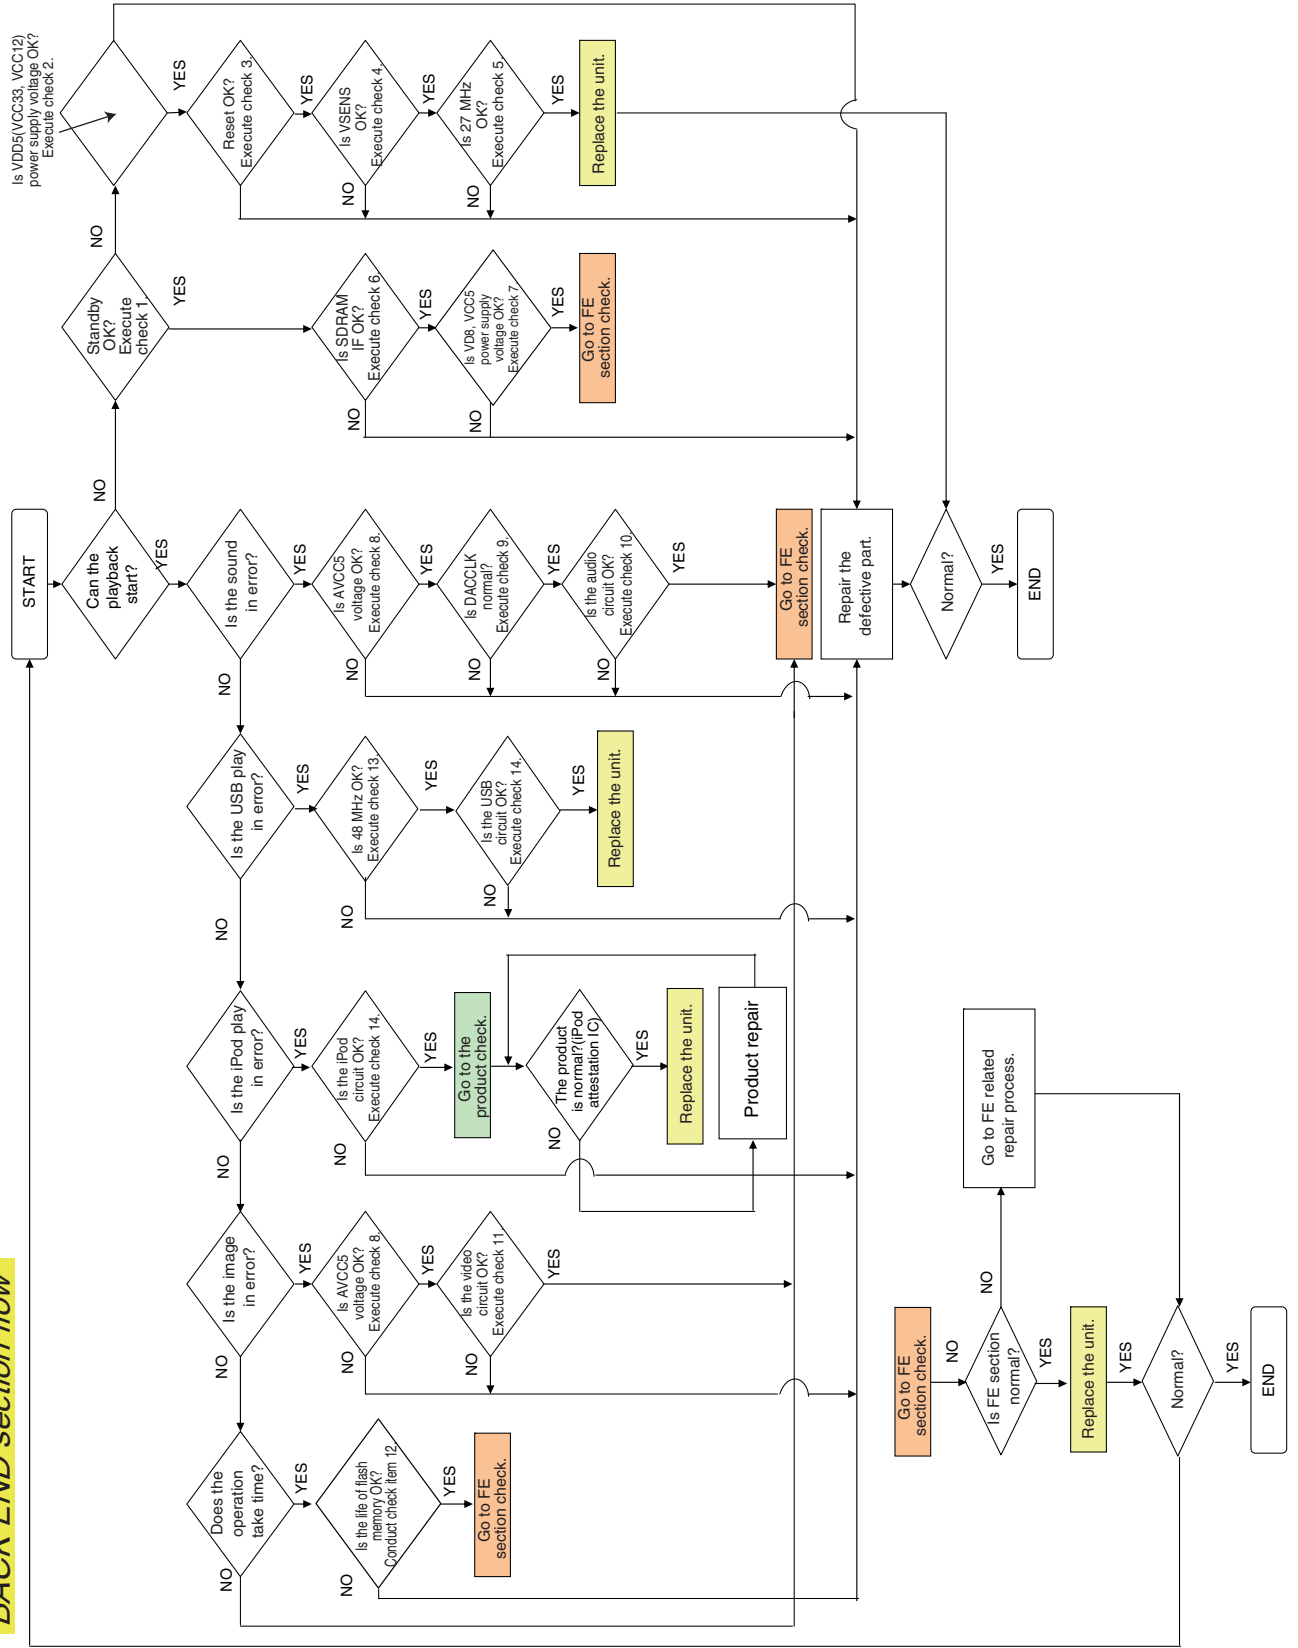 BACK END section flow
START
Can the
playback
start?
NO
YES
Standby
OK?
Execute
check 1.
NO
YES
Is VDD5(VCC33, VCC12)
power supply voltage OK?
Execute check 2.
YES
Reset OK?
Execute check 3.
YES
Is VSENS
OK?
Execute check 4.
NO
YES
Is 27 MHz
OK?
Execute check 5.
NO
YES
Replace the unit.
Is SDRAM
IF OK?
Execute check 6.
NO
YES
Is VD8, VCC5
power supply
voltage OK?
Execute check 7
NO
YES
Go to FE
section check.
Is the sound
in error?
NO
YES
Is AVCC5
voltage OK?
Execute check 8.
NO
YES
Is DACCLK
normal?
Execute check 9.
NO
YES
Is the audio
circuit OK?
Execute check 10.
NO
YES
Go to FE
section check.
Repair the
defective part.
Normal?
YES
END
Is the USB play
in error?
NO
YES
Is 48 MHz OK?
Execute check 13.
NO
YES
Is the USB
circuit OK?
Execute check 14.
NO
YES
Replace the unit.
Is the iPod play
in error?
NO
YES
Is the iPod
circuit OK?
Execute check 14.
NO
YES
Go to the
product check.
The product
is normal?(iPod
attestation IC)
NO
YES
Replace the unit.
Product repair
Is the image
in error?
NO
YES
Is AVCC5
voltage OK?
Execute check 8.
NO
YES
Is the video
circuit OK?
Execute check 11.
NO
YES
Does the
operation
take time?
NO
YES
Is the life of flash
memory OK?
Conduct check item 12.
NO
YES
Go to FE
section check.
Go to FE
section check.
NO
Is FE section
normal?
NO
YES
Go to FE related
repair process.
Replace the unit.
YES
Normal?
YES
END